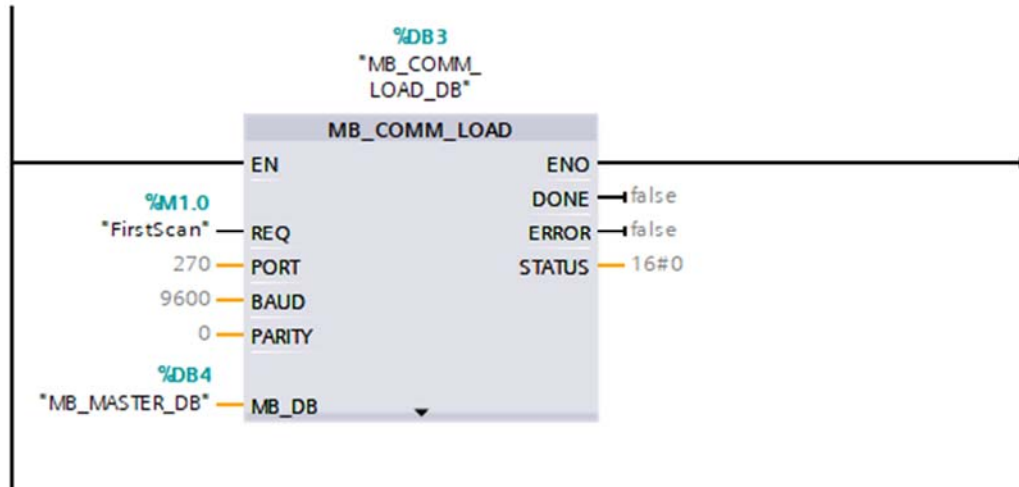 %DB3
"MB_COMM_
LOAD_DB"
MB_COMM_LOAD
EN ENO
DONE false
%M1.0
"FirstScan" REQ ERROR false
270 PORT STATUS 16#0
9600 BAUD
0 PARITY
%DB4
"MB_MASTER_DB" MB_DB